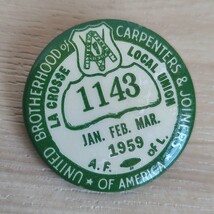 UNITED BROTHERHOOD of CARPENTERS & JOINERS OF AMERICA
LA CROSSE LOCAL UNION
1143
JAN. FEB. MAR.
1959
A. F. of L.